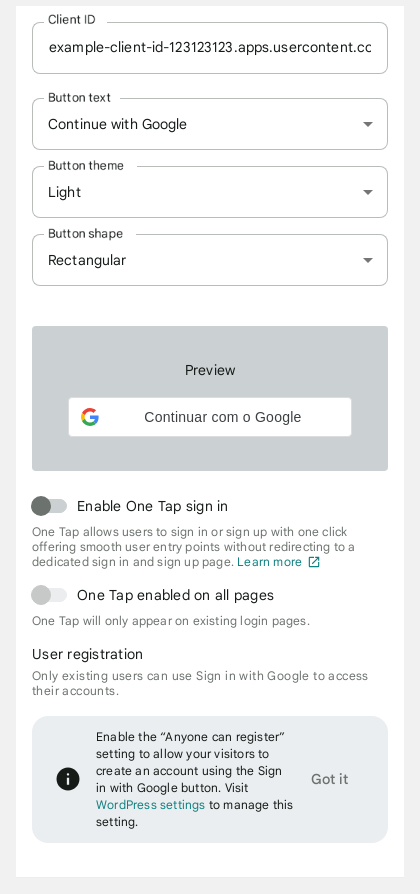 Client ID
example-client-id-123123123.apps.usercontent.cc
Button text
Continue with Google
Button theme
Light
Button shape
Rectangular
Preview
Continuar com o Google
Enable One Tap sign in
One Tap allows users to sign in or sign up with one click
offering smooth user entry points without redirecting to a
dedicated sign in and sign up page. Learn more
One Tap enabled on all pages
One Tap will only appear on existing login pages.
User registration
Only existing users can use Sign in with Google to access
their accounts.
Enable the “Anyone can register”
setting to allow your visitors to
create an account using the Sign
in with Google button. Visit
WordPress settings to manage this
setting.
Got it